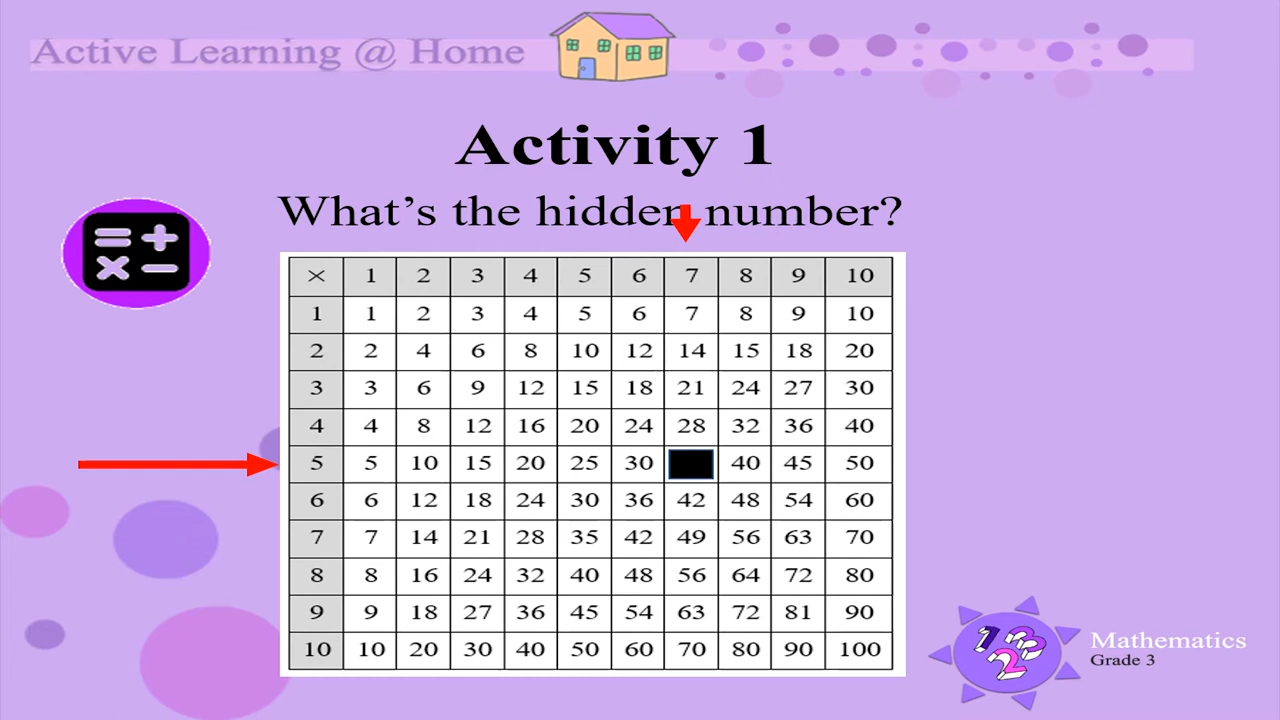 Active Learning @ Home
Activity 1
What's the hidden number?
× 1 2 3 4 5 6 7 8 9 10
1 1 2 3 4 5 6 7 8 9 10
2 2 4 6 8 10 12 14 15 18 20
3 3 6 9 12 15 18 21 24 27 30
4 4 8 12 16 20 24 28 32 36 40
5 5 10 15 20 25 30 40 45 50
6 6 12 18 24 30 36 42 48 54 60
7 7 14 21 28 35 42 49 56 63 70
8 8 16 24 32 40 48 56 64 72 80
9 9 18 27 36 45 54 63 72 81 90
10 10 20 30 40 50 60 70 80 90 100
= +
× −
1 2 3
2
Mathematics
Grade 3